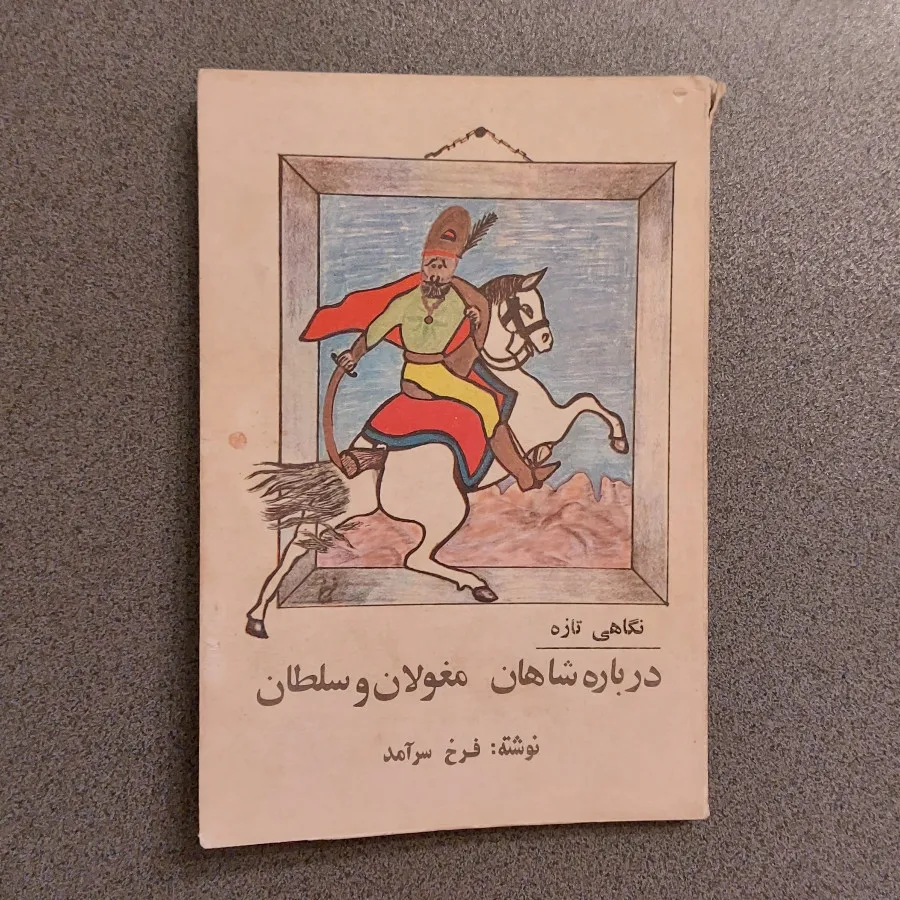 نگاهی تازه
درباره شاهان مغولان و سلطان
نوشته: فرخ سرآمد